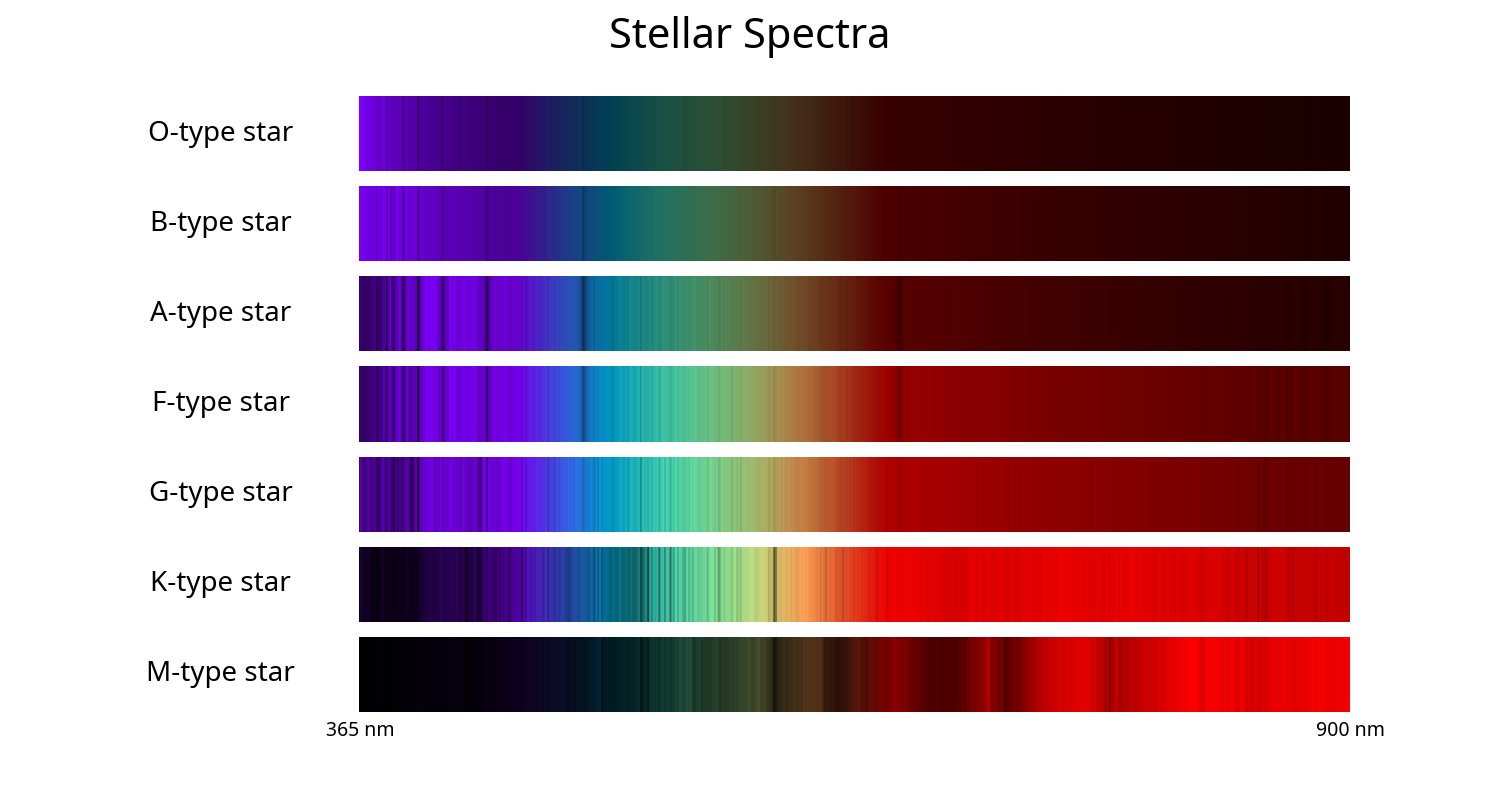 Stellar Spectra
O-type star
B-type star
A-type star
F-type star
G-type star
K-type star
M-type star
365 nm
900 nm